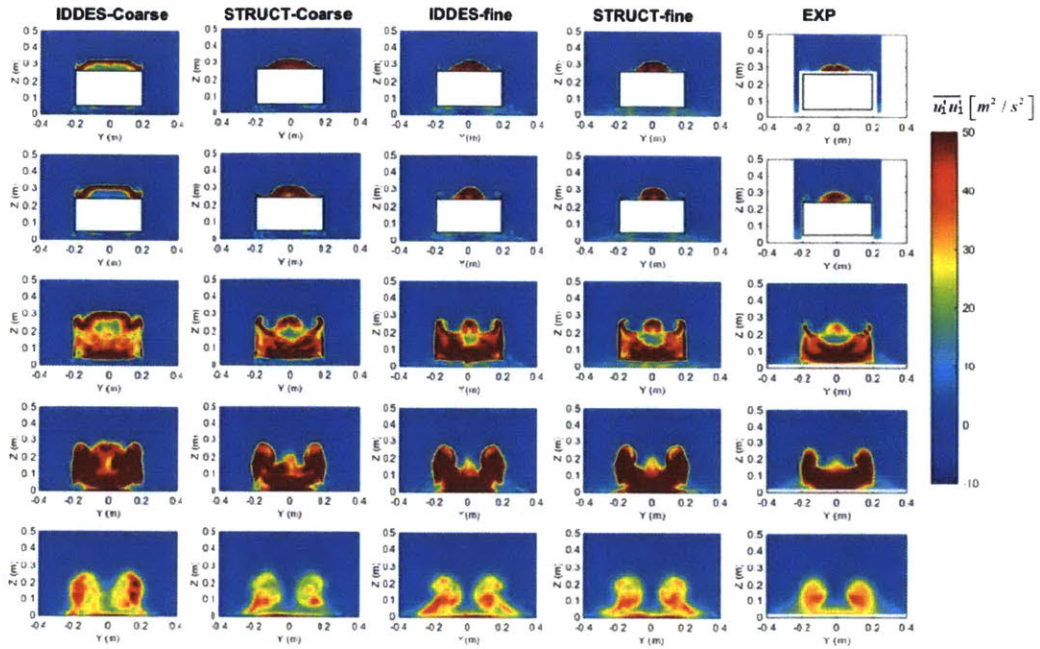 IDDES-Coarse STRUCT-Coarse IDDES-fine STRUCT-fine EXP
u₁'u₁' [m² / s²]
50
40
30
20
10
0
-10
Z (m)
0.5
0.4
0.3
0.2
0.1
0
-0.4 -0.2 0 0.2 0.4
Y (m)